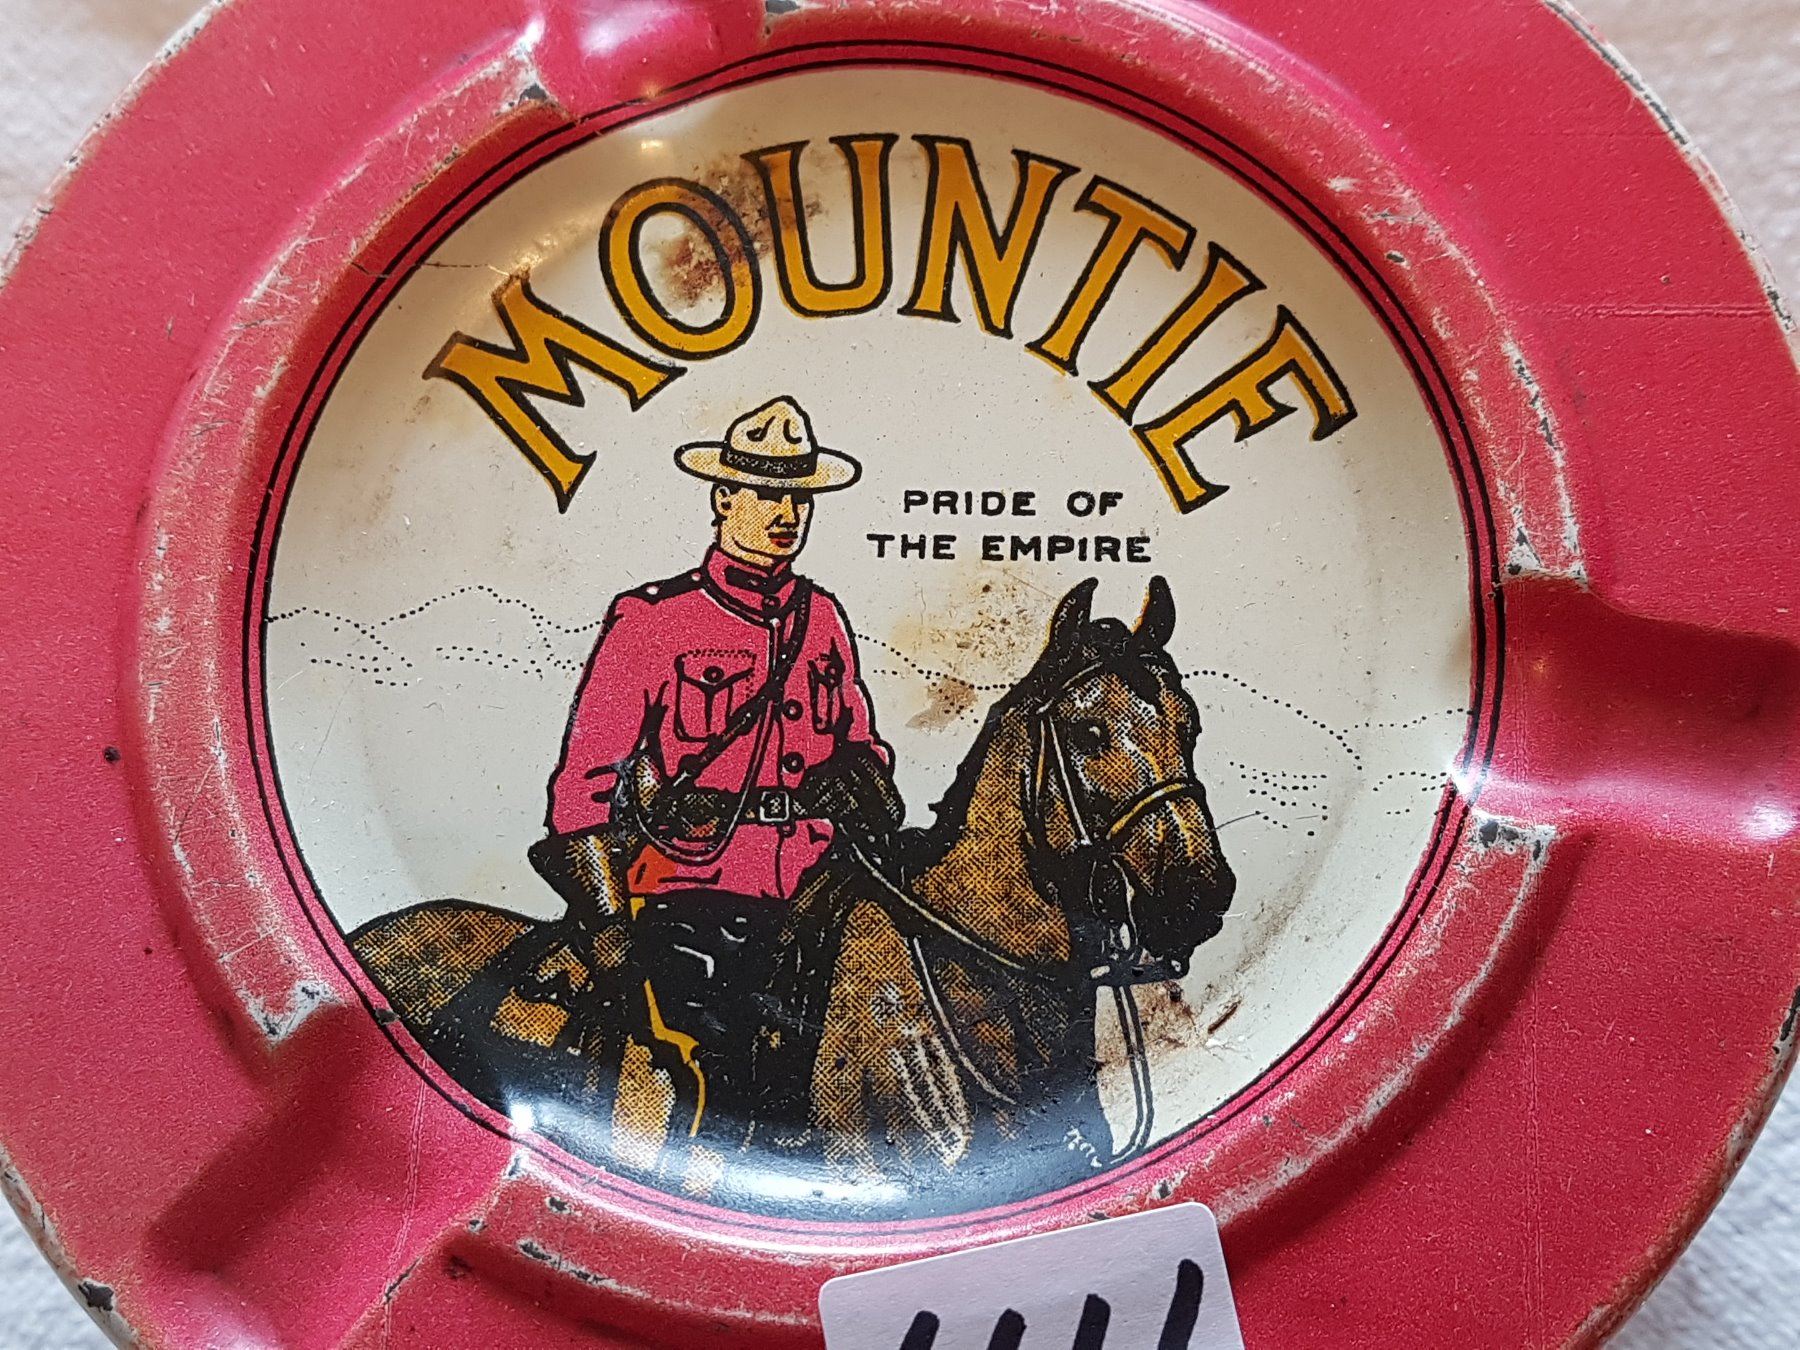 MOUNTIE
PRIDE OF
THE EMPIRE